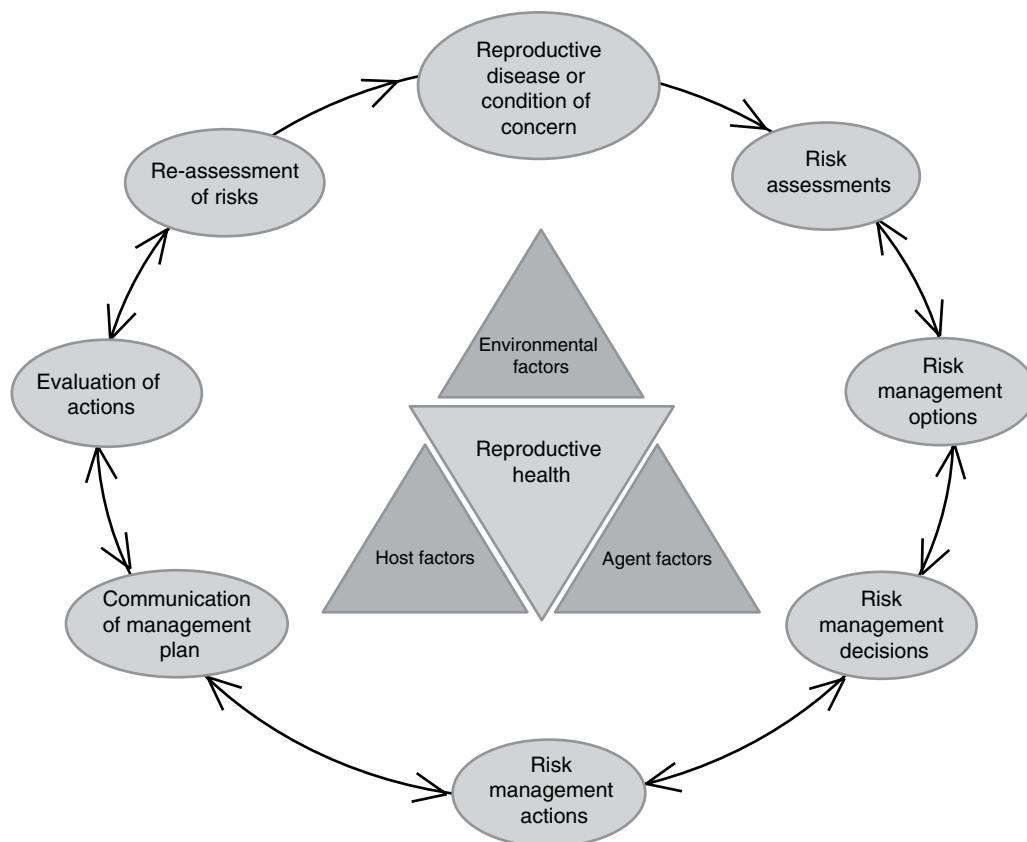 Reproductive
disease or
condition of
concern
Risk
assessments
Risk
management
options
Risk
management
decisions
Risk
management
actions
Communication
of management
plan
Evaluation of
actions
Re-assessment
of risks
Environmental
factors
Reproductive
health
Host factors
Agent factors